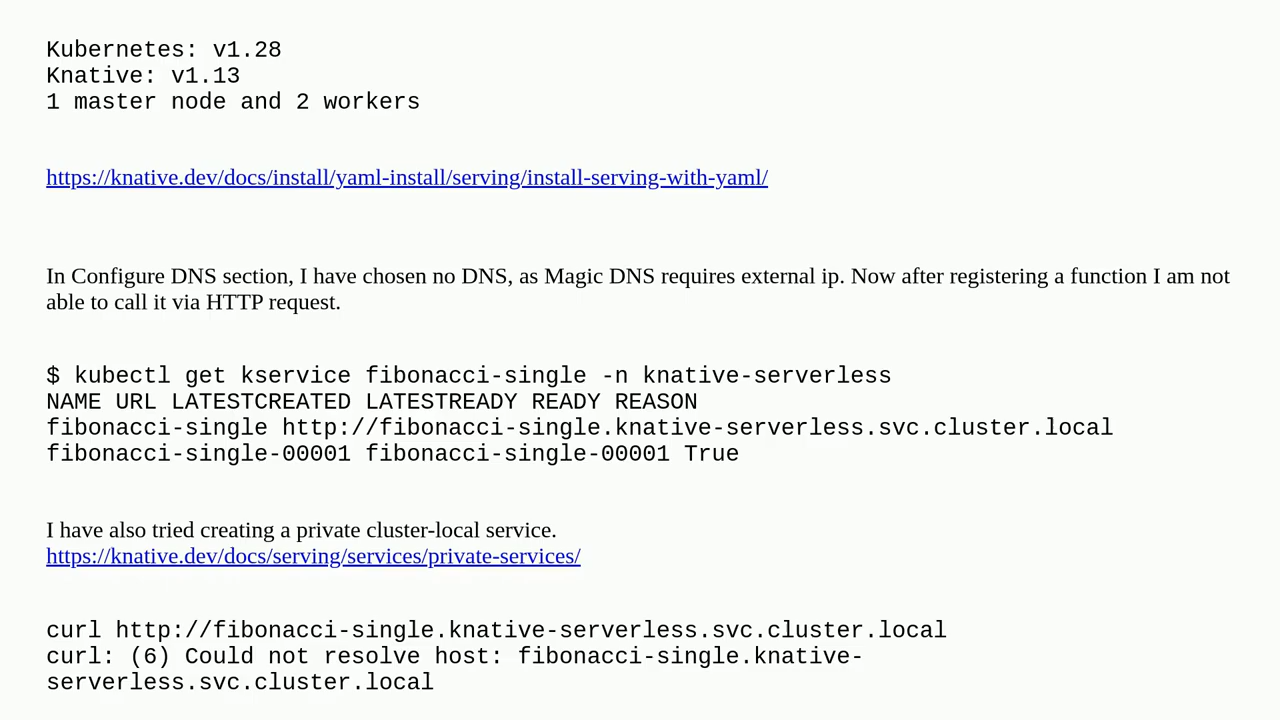 Kubernetes: v1.28
Knative: v1.13
1 master node and 2 workers
https://knative.dev/docs/install/yaml-install/serving/install-serving-with-yaml/
In Configure DNS section, I have chosen no DNS, as Magic DNS requires external ip. Now after registering a function I am not
able to call it via HTTP request.
$ kubectl get kservice fibonacci-single -n knative-serverless
NAME URL LATESTCREATED LATESTREADY READY REASON
fibonacci-single http://fibonacci-single.knative-serverless.svc.cluster.local
fibonacci-single-00001 fibonacci-single-00001 True
I have also tried creating a private cluster-local service.
https://knative.dev/docs/serving/services/private-services/
curl http://fibonacci-single.knative-serverless.svc.cluster.local
curl: (6) Could not resolve host: fibonacci-single.knative-
serverless.svc.cluster.local